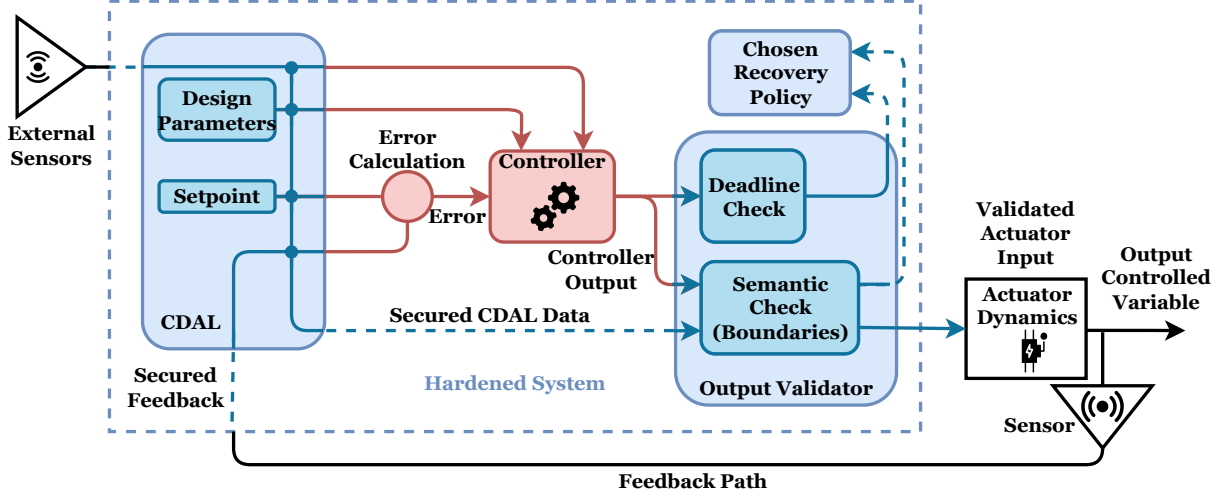 External
Sensors
Design
Parameters
Setpoint
CDAL
Secured
Feedback
Error
Calculation
Error
Controller
Controller
Output
Secured CDAL Data
Hardened System
Chosen
Recovery
Policy
Deadline
Check
Semantic
Check
(Boundaries)
Output Validator
Validated
Actuator
Input
Actuator
Dynamics
Output
Controlled
Variable
Sensor
Feedback Path